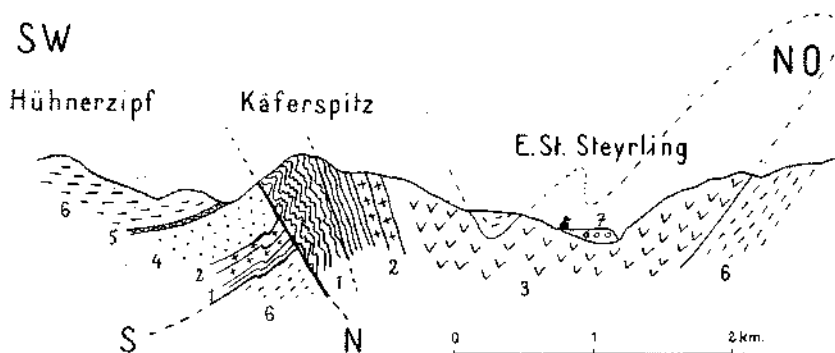 SW
NO
Hühnerzipf
Käferspitz
E.St. Steyrling
6
5
4
2
1
6
1
2
3
7
6
S
N
0 1 2 km.